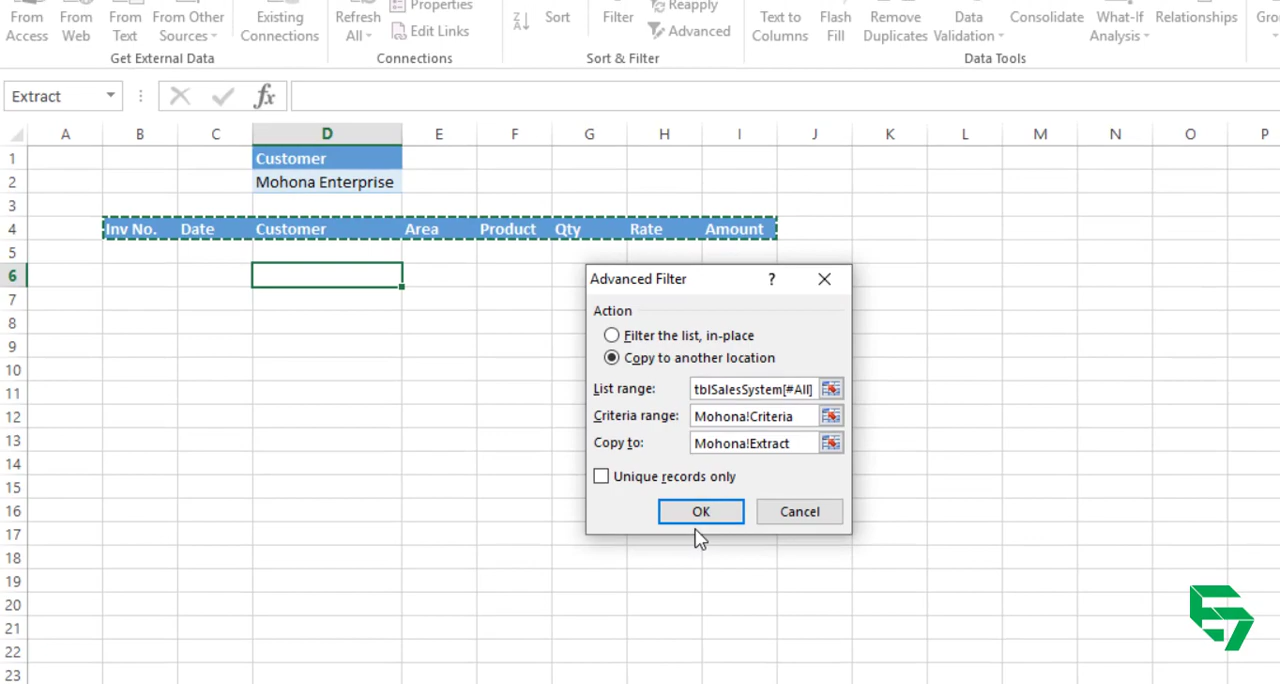 Properties
Reapply
From Access
From Web
From Text
From Other Sources
Existing Connections
Refresh All
Edit Links
Sort
Filter
Advanced
Text to Columns
Flash Fill
Remove Duplicates
Data Validation
Consolidate
What-If Analysis
Relationships
Get External Data
Connections
Sort & Filter
Data Tools
Extract
fx
A B C D E F G H I J K L M N O P
1 Customer
2 Mohona Enterprise
3
4 Inv No. Date Customer Area Product Qty Rate Amount
5
6
7
8
9
10
11
12
13
14
15
16
17
18
19
20
21
22
23
Advanced Filter ?
Action
Filter the list, in-place
Copy to another location
List range: tblSalesSystem[#All]
Criteria range: Mohona!Criteria
Copy to: Mohona!Extract
Unique records only
OK Cancel